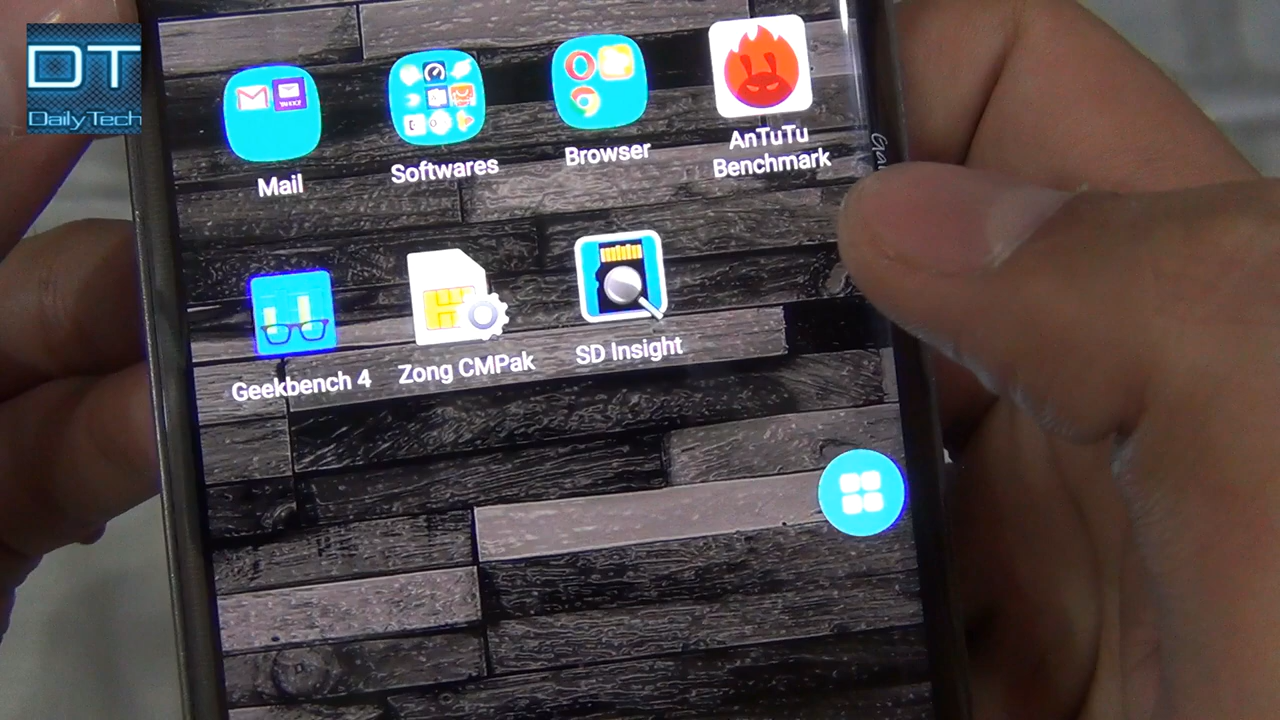 DT
DailyTech
Mail
Softwares
Browser
AnTuTu
Benchmark
Geekbench 4
Zong CMPak
SD Insight